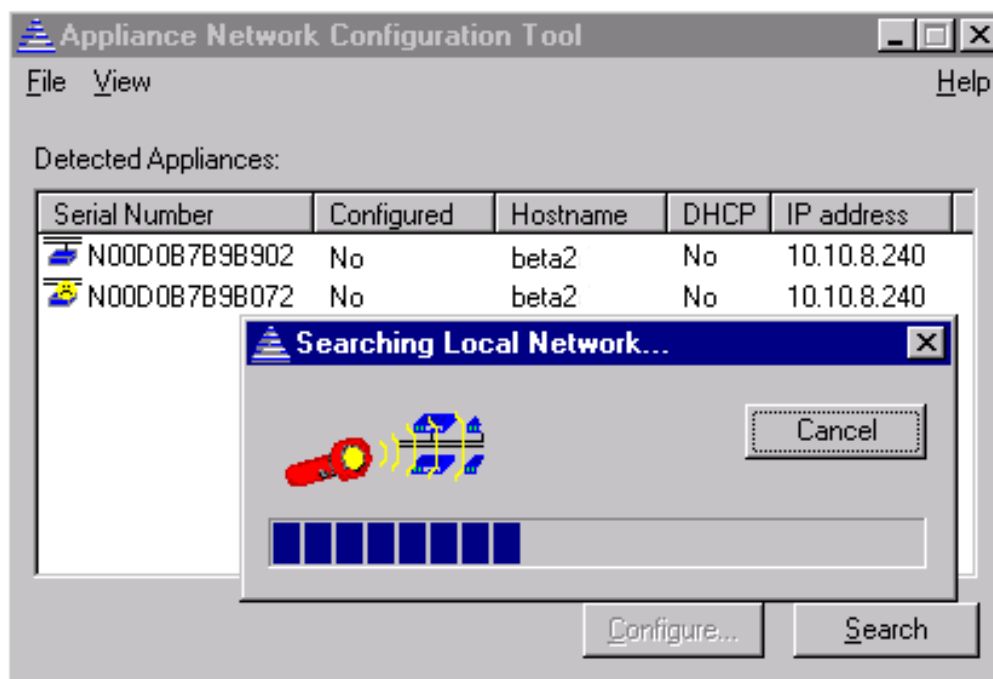 Appliance Network Configuration Tool
File View Help
Detected Appliances:
Serial Number Configured Hostname DHCP IP address
N00D0B7B9B902 No beta2 No 10.10.8.240
N00D0B7B9B072 No beta2 No 10.10.8.240
Searching Local Network...
Cancel
Configure... Search